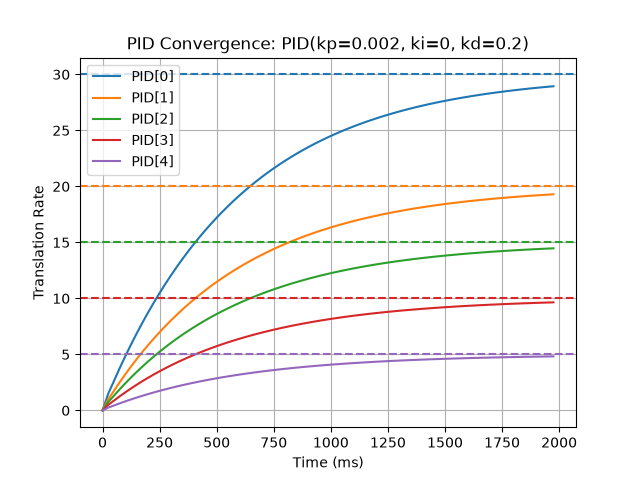 PID Convergence: PID(kp=0.002, ki=0, kd=0.2)
30
25
20
15
10
5
0
Translation Rate
PID[0]
PID[1]
PID[2]
PID[3]
PID[4]
0 250 500 750 1000 1250 1500 1750 2000
Time (ms)